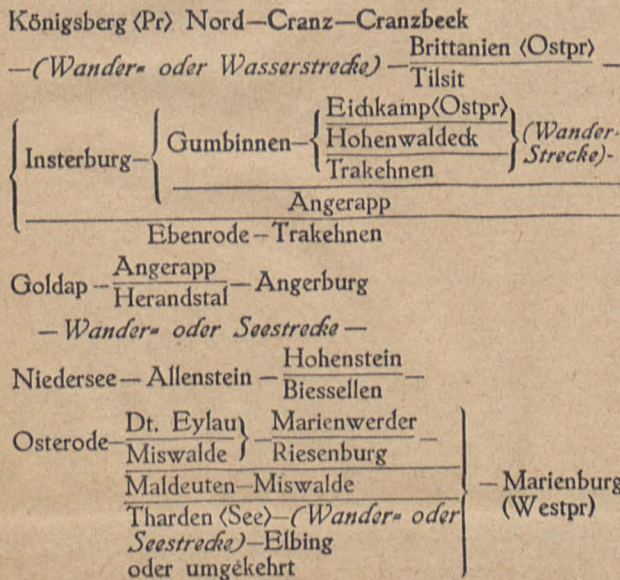 Königsberg ⟨Pr⟩ Nord—Cranz—Cranzbeek
—(Wander= oder Wasserstrecke)—Brittanien ⟨Ostpr⟩
Tilsit —
Insterburg—
Gumbinnen—
Eichkamp⟨Ostpr⟩
Hohenwaldeck
Trakehnen
(Wander-
Strecke)-
Angerapp
Ebenrode—Trakehnen
Goldap—Angerapp
Herandstal—Angerburg
—Wander= oder Seestrecke—
Niedersee—Allenstein—Hohenstein
Biessellen—
Osterode—Dt. Eylau
Miswalde
—Marienwerder
Riesenburg—
Maldeuten—Miswalde
Tharden ⟨See⟩—(Wander= oder
Seestrecke)—Elbing
oder umgekehrt
—Marienburg
(Westpr)